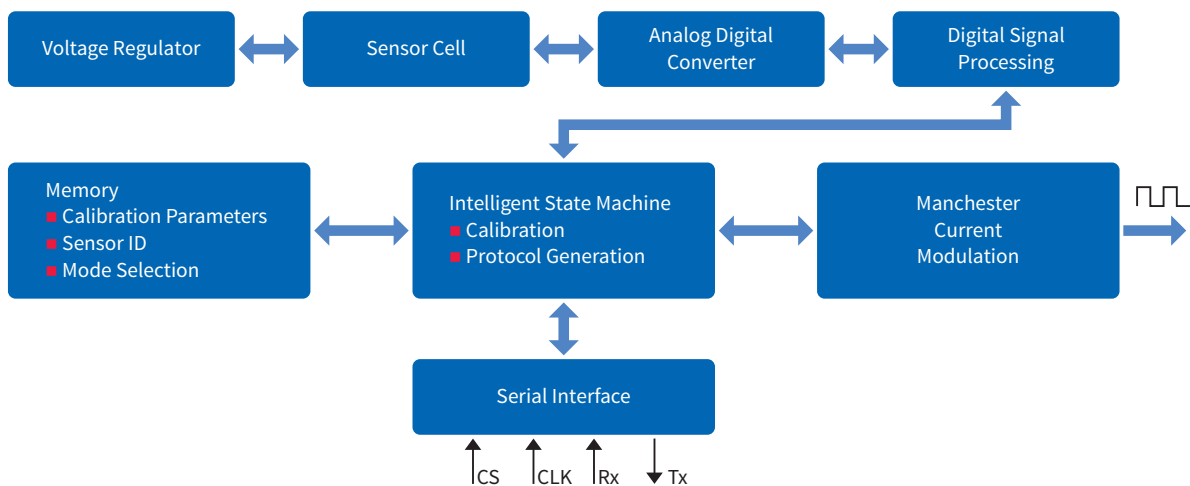 Voltage Regulator
Sensor Cell
Analog Digital
Converter
Digital Signal
Processing
Memory
Calibration Parameters
Sensor ID
Mode Selection
Intelligent State Machine
Calibration
Protocol Generation
Manchester
Current
Modulation
Serial Interface
CS
CLK
Rx
Tx